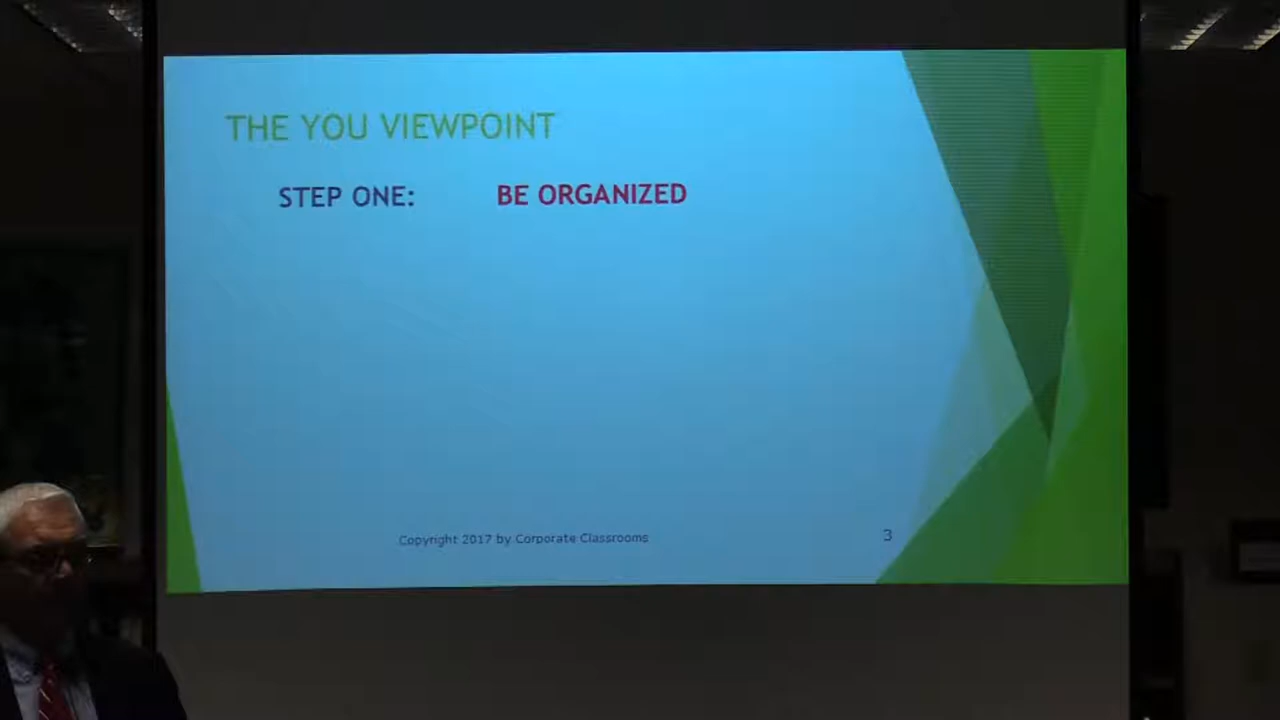 THE YOU VIEWPOINT
STEP ONE: BE ORGANIZED
Copyright 2017 by Corporate Classrooms 3